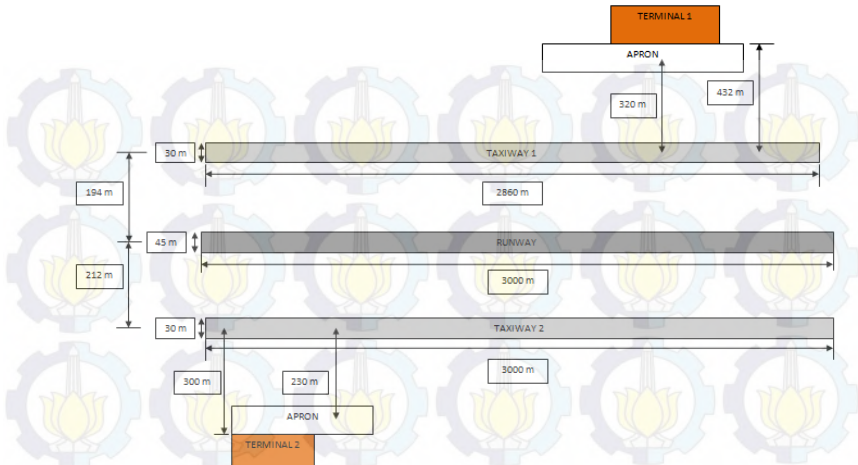 TERMINAL 1
APRON
432 m
320 m
30 m
TAXIWAY 1
2860 m
194 m
45 m
RUNWAY
3000 m
212 m
30 m
TAXIWAY 2
3000 m
300 m
230 m
APRON
TERMINAL 2